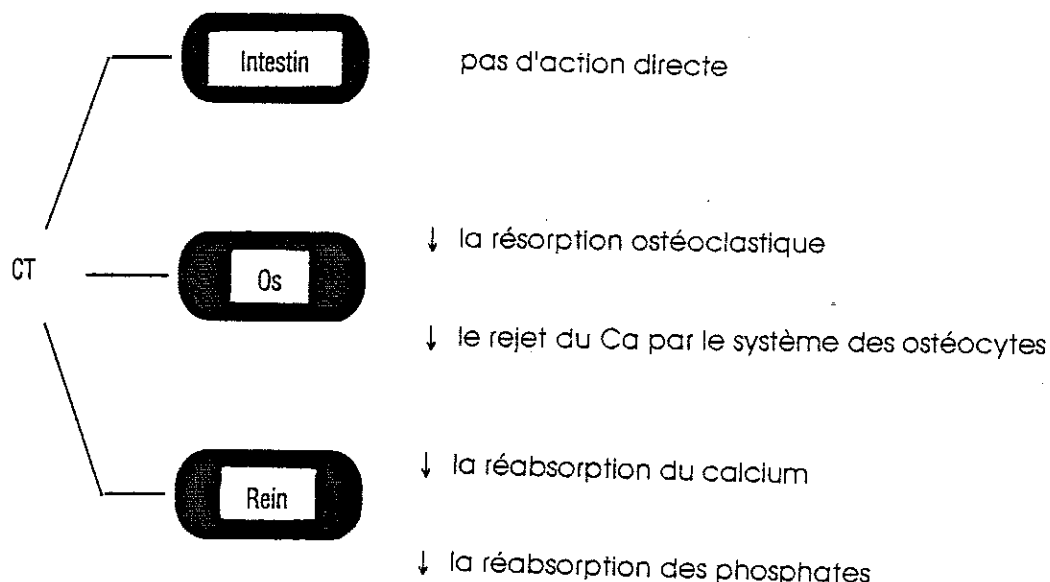 Intestin
pas d'action directe
↓ la résorption ostéoclastique
CT
Os
↓ le rejet du Ca par le système des ostéocytes
↓ la réabsorption du calcium
Rein
↓ la réabsorption des phosphates